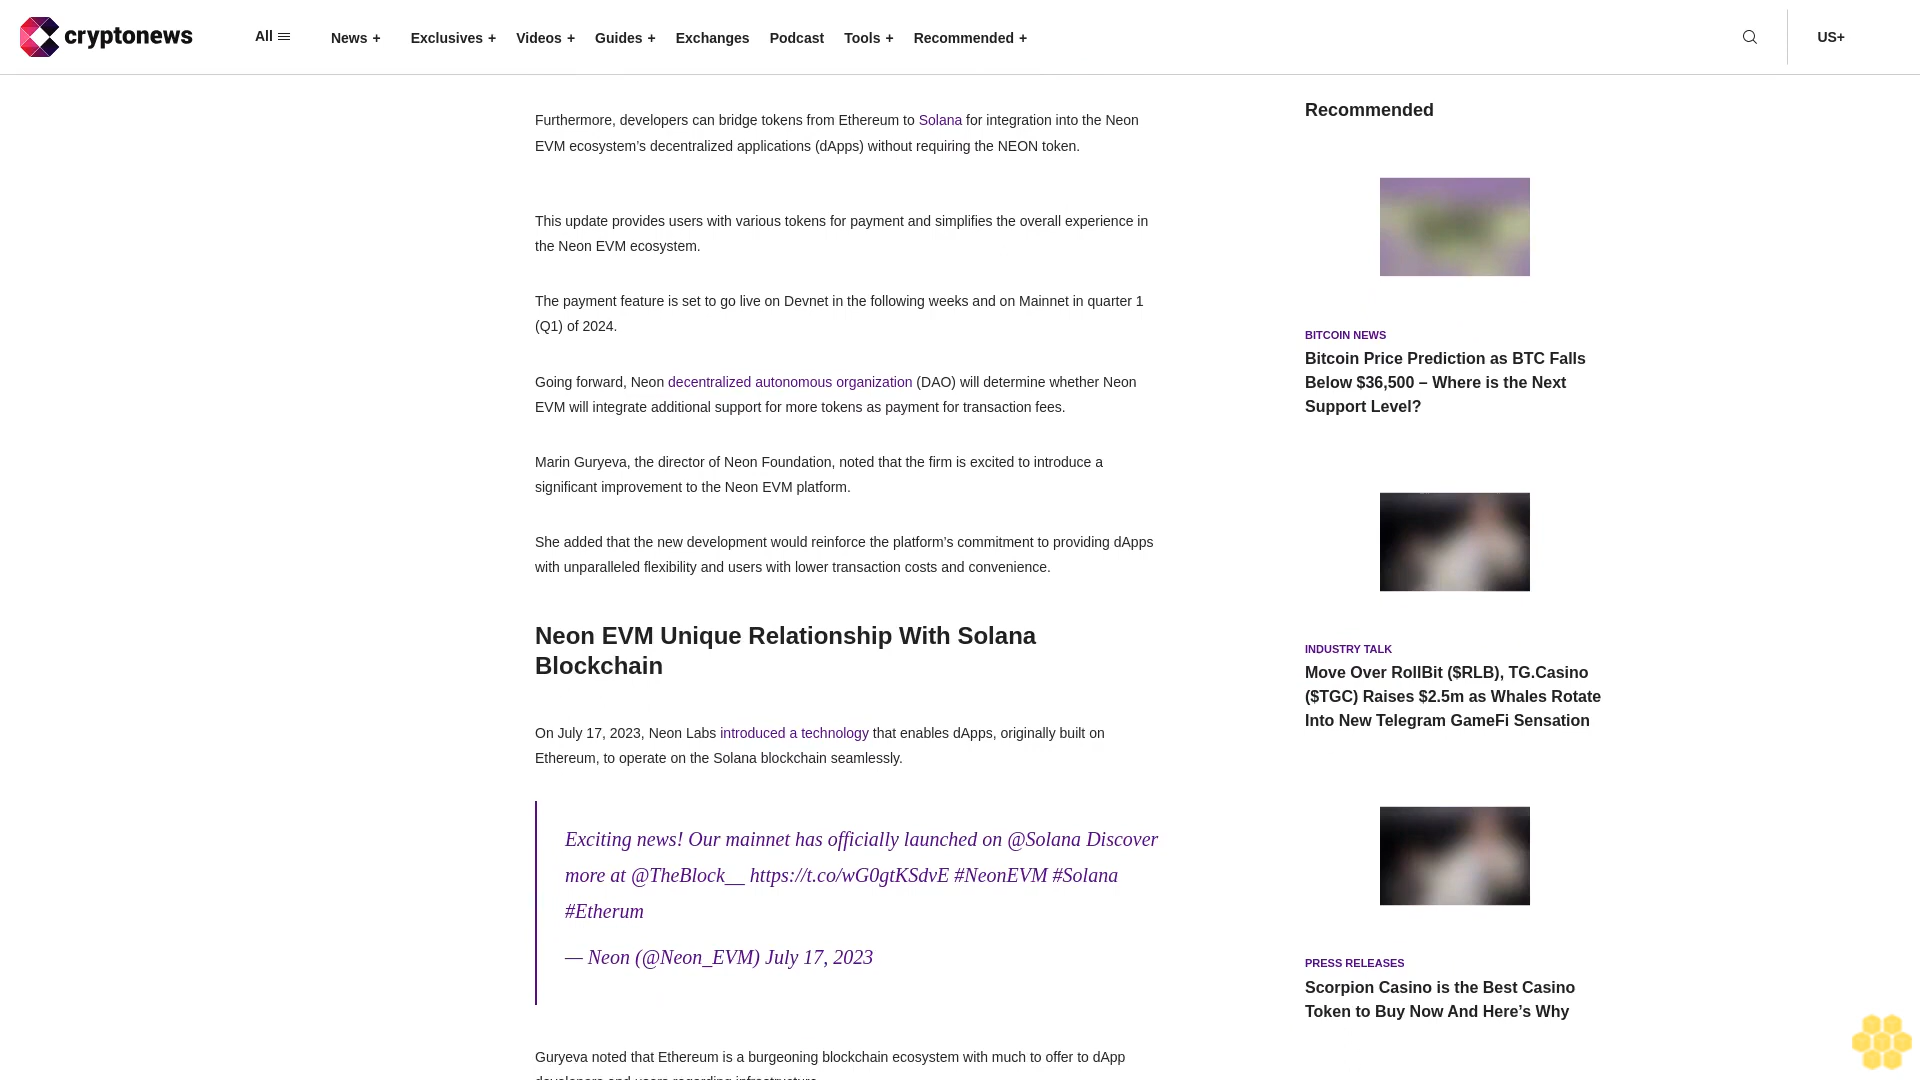 cryptonews
All
News +
Exclusives +
Videos +
Guides +
Exchanges
Podcast
Tools +
Recommended +
US+
Furthermore, developers can bridge tokens from Ethereum to Solana for integration into the Neon
EVM ecosystem’s decentralized applications (dApps) without requiring the NEON token.
This update provides users with various tokens for payment and simplifies the overall experience in
the Neon EVM ecosystem.
The payment feature is set to go live on Devnet in the following weeks and on Mainnet in quarter 1
(Q1) of 2024.
Going forward, Neon decentralized autonomous organization (DAO) will determine whether Neon
EVM will integrate additional support for more tokens as payment for transaction fees.
Marin Guryeva, the director of Neon Foundation, noted that the firm is excited to introduce a
significant improvement to the Neon EVM platform.
She added that the new development would reinforce the platform’s commitment to providing dApps
with unparalleled flexibility and users with lower transaction costs and convenience.
Neon EVM Unique Relationship With Solana
Blockchain
On July 17, 2023, Neon Labs introduced a technology that enables dApps, originally built on
Ethereum, to operate on the Solana blockchain seamlessly.
Exciting news! Our mainnet has officially launched on @Solana Discover
more at @TheBlock__ https://t.co/wG0gtKSdvE #NeonEVM #Solana
#Etherum
— Neon (@Neon_EVM) July 17, 2023
Guryeva noted that Ethereum is a burgeoning blockchain ecosystem with much to offer to dApp
developers and users regarding infrastructure.
Recommended
BITCOIN NEWS
Bitcoin Price Prediction as BTC Falls
Below $36,500 – Where is the Next
Support Level?
INDUSTRY TALK
Move Over RollBit ($RLB), TG.Casino
($TGC) Raises $2.5m as Whales Rotate
Into New Telegram GameFi Sensation
PRESS RELEASES
Scorpion Casino is the Best Casino
Token to Buy Now And Here’s Why